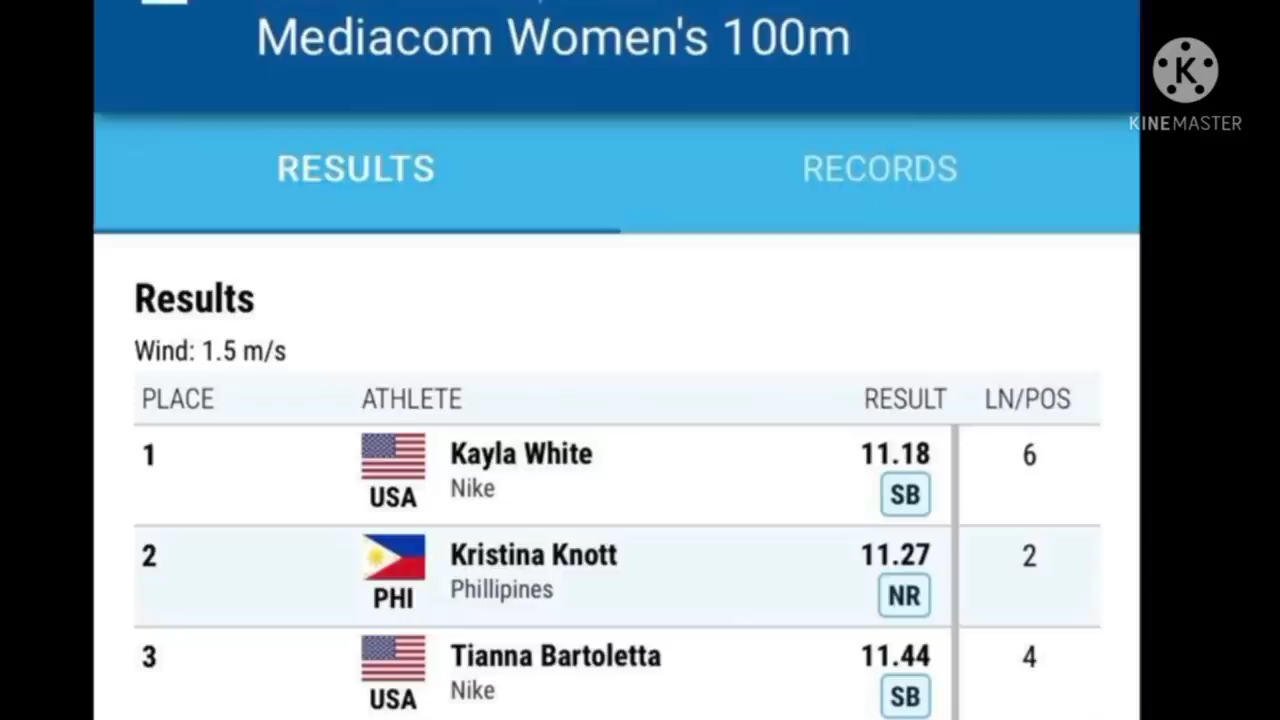 Mediacom Women's 100m
K
KINEMASTER
RESULTS RECORDS
Results
Wind: 1.5 m/s
PLACE ATHLETE RESULT LN/POS
1 Kayla White 11.18 6
USA Nike SB
2 Kristina Knott 11.27 2
PHI Phillipines NR
3 Tianna Bartoletta 11.44 4
USA Nike SB